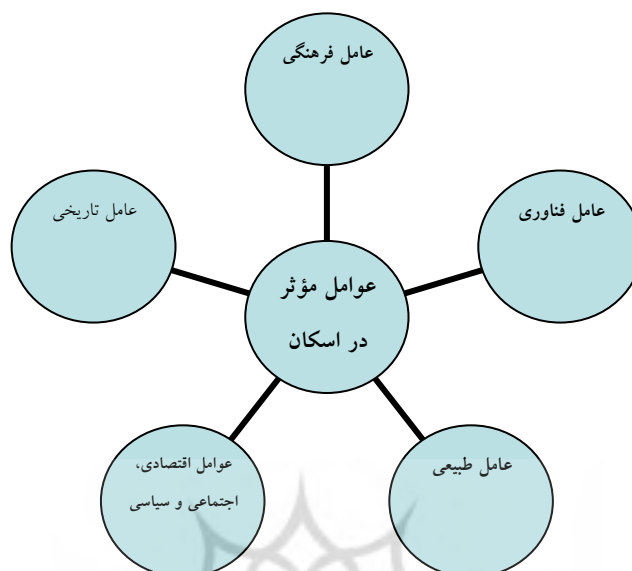 عامل فرهنگی
عامل تاریخی
عامل فناوری
عوامل مؤثر
در اسکان
عوامل اقتصادی،
اجتماعی و سیاسی
عامل طبیعی